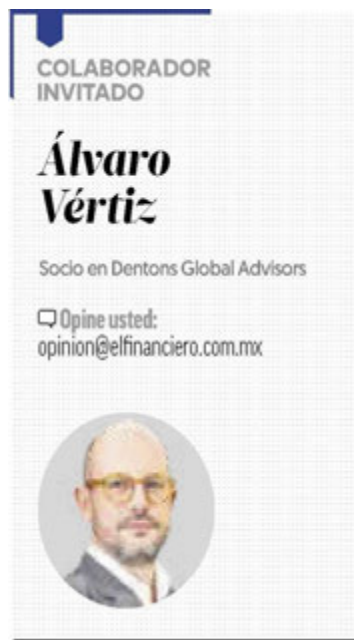 COLABORADOR
INVITADO
Álvaro
Vértiz
Socio en Dentons Global Advisors
Opine usted:
opinion@elfinanciero.com.mx